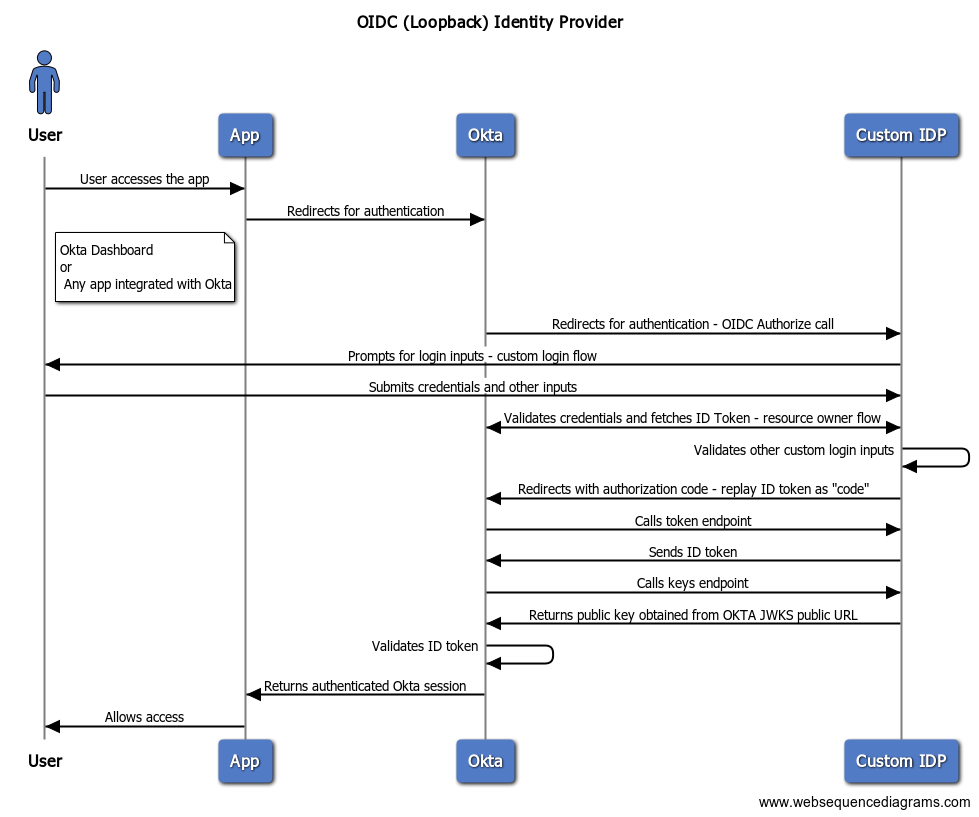 OIDC (Loopback) Identity Provider
User
App
Okta
Custom IDP
User accesses the app
Redirects for authentication
Okta Dashboard
or
Any app integrated with Okta
Redirects for authentication - OIDC Authorize call
Prompts for login inputs - custom login flow
Submits credentials and other inputs
Validates credentials and fetches ID Token - resource owner flow
Validates other custom login inputs
Redirects with authorization code - replay ID token as "code"
Calls token endpoint
Sends ID token
Calls keys endpoint
Returns public key obtained from OKTA JWKS public URL
Validates ID token
Returns authenticated Okta session
Allows access
User
App
Okta
Custom IDP
www.websequencediagrams.com